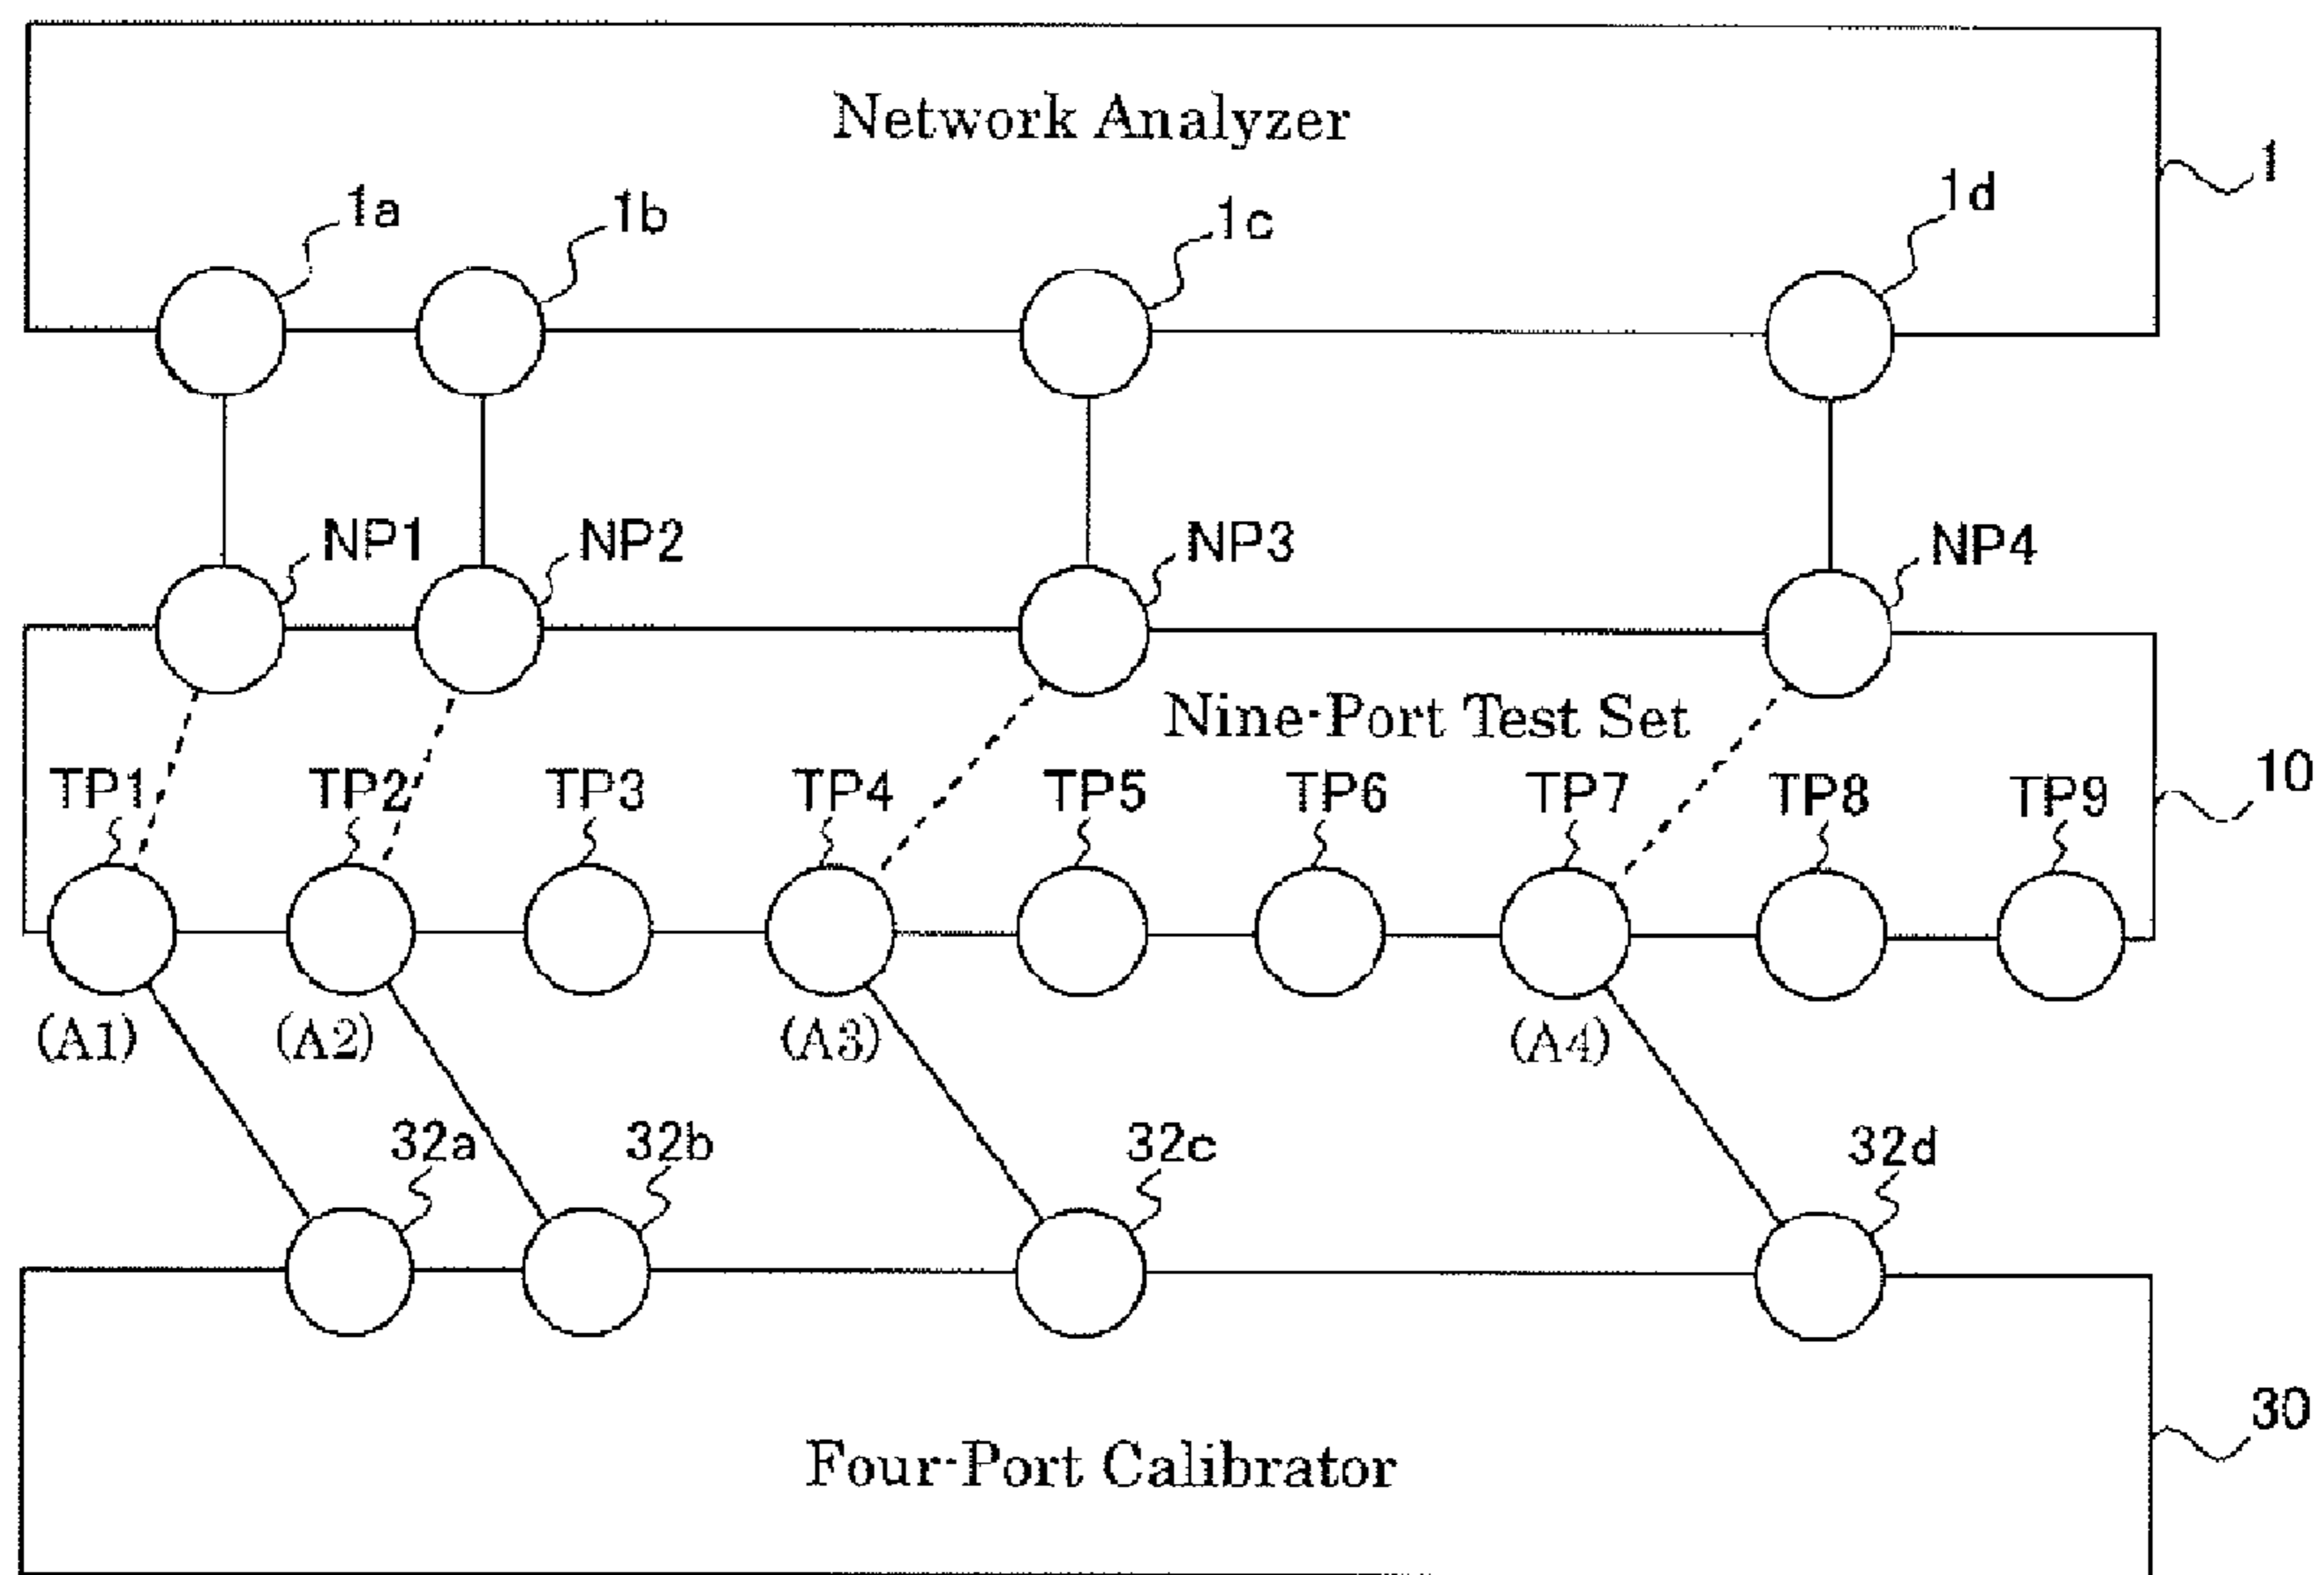 Network Analyzer
1
1a
1b
1c
1d
NP1
NP2
NP3
NP4
Nine-Port Test Set
TP1
TP2
TP3
TP4
TP5
TP6
TP7
TP8
TP9
10
(A1)
(A2)
(A3)
(A4)
32a
32b
32c
32d
30
Four-Port Calibrator